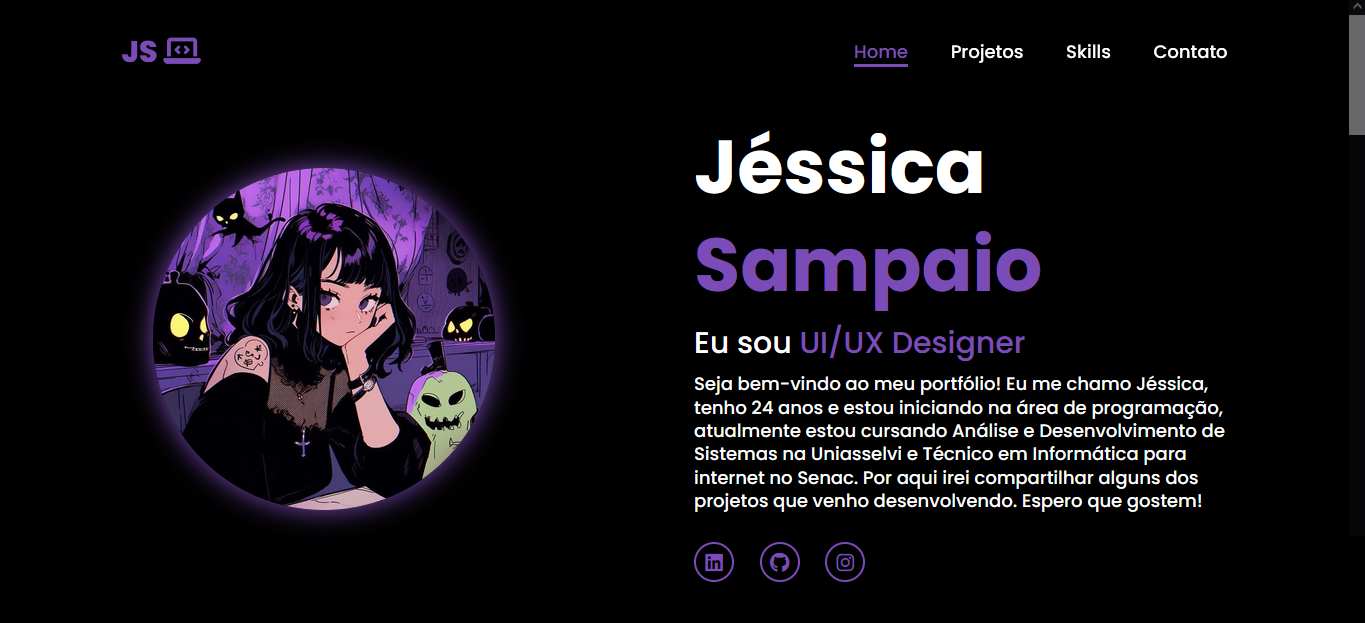 JS
Home Projetos Skills Contato
Jéssica
Sampaio
Eu sou UI/UX Designer
Seja bem-vindo ao meu portfólio! Eu me chamo Jéssica,
tenho 24 anos e estou iniciando na área de programação,
atualmente estou cursando Análise e Desenvolvimento de
Sistemas na Uniasselvi e Técnico em Informática para
internet no Senac. Por aqui irei compartilhar alguns dos
projetos que venho desenvolvendo. Espero que gostem!